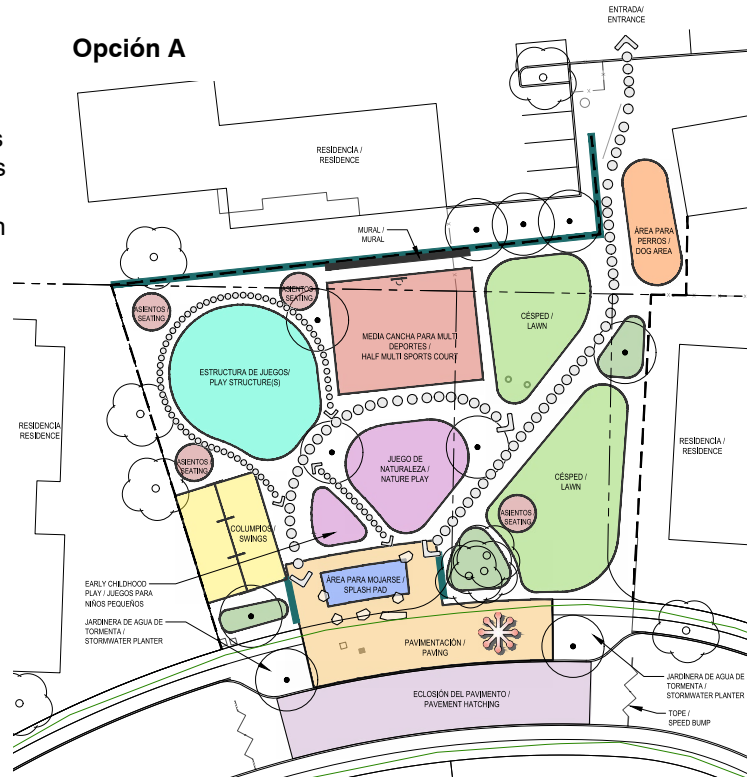 ENTRADA/
ENTRANCE
Opción A
s
s
n
RESIDENCIA /
RESIDENCE
MURAL /
MURAL
ÁREA PARA
PERROS /
DOG AREA
ASIENTOS /
SEATING
ASIENTOS
SEATING
CÉSPED /
LAWN
MEDIA CANCHA PARA MULTI
DEPORTES /
HALF MULTI SPORTS COURT
ESTRUCTURA DE JUEGOS/
PLAY STRUCTURE(S)
RESIDENCIA
RESIDENCE
RESIDENCIA /
RESIDENCE
JUEGO DE
NATURALEZA /
NATURE PLAY
ASIENTOS
SEATING
CÉSPED /
LAWN
ASIENTOS
SEATING
COLUMPIOS /
SWINGS
EARLY CHILDHOOD
PLAY / JUEGOS PARA
NIÑOS PEQUEÑOS
ÁREA PARA MOJARSE /
SPLASH PAD
JARDINERA DE AGUA DE
TORMENTA /
STORMWATER PLANTER
PAVIMENTACIÓN /
PAVING
JARDINERA DE AGUA DE
TORMENTA /
STORMWATER PLANTER
ECLOSIÓN DEL PAVIMENTO /
PAVEMENT HATCHING
TOPE /
SPEED BUMP